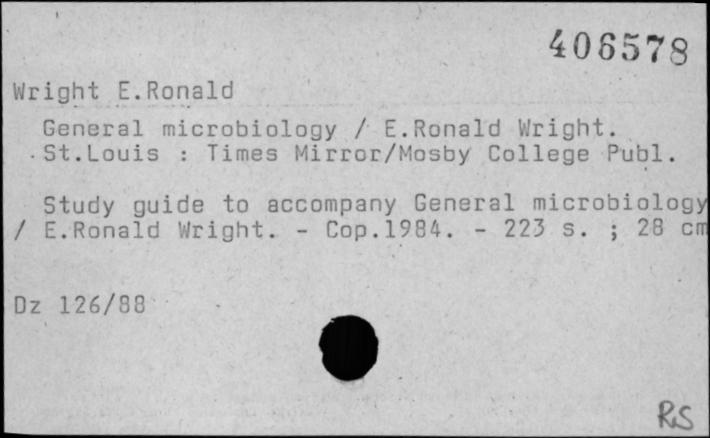 406578
Wright E.Ronald
General microbiology / E.Ronald Wright.
St.Louis : Times Mirror/Mosby College Publ.
Study guide to accompany General microbiology
/ E.Ronald Wright. - Cop.1984. - 223 s. ; 28 cm
Dz 126/88
RS